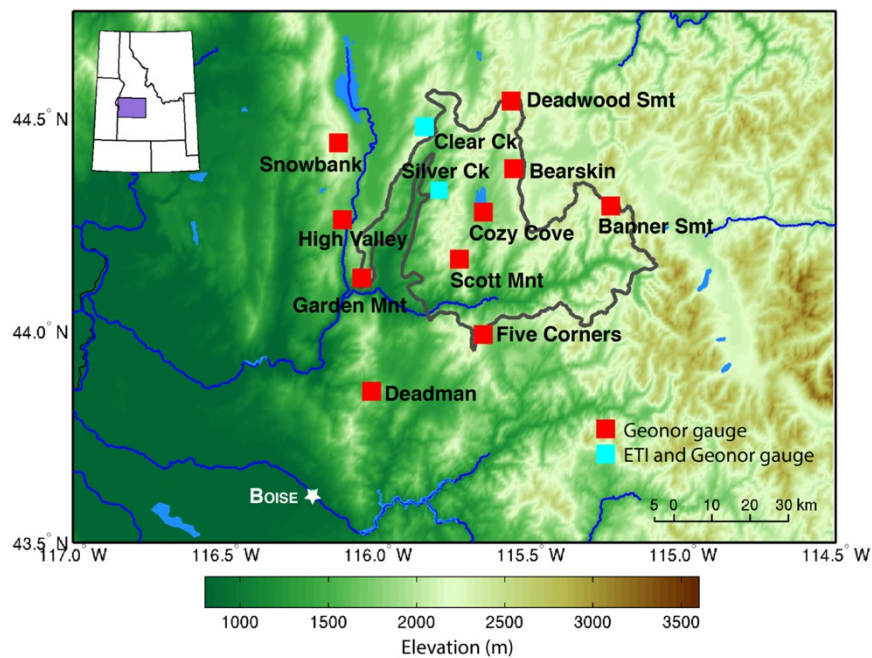 Deadwood Smt
44.5° N
Clear Ck
Snowbank
Silver Ck
Bearskin
High Valley
Cozy Cove
Banner Smt
Scott Mnt
Garden Mnt
44.0° N
Five Corners
Deadman
Geonor gauge
ETI and Geonor gauge
BOISE
5 0 10 20 30 km
43.5° N
117.0° W 116.5° W 116.0° W 115.5° W 115.0° W 114.5° W
1000 1500 2000 2500 3000 3500
Elevation (m)